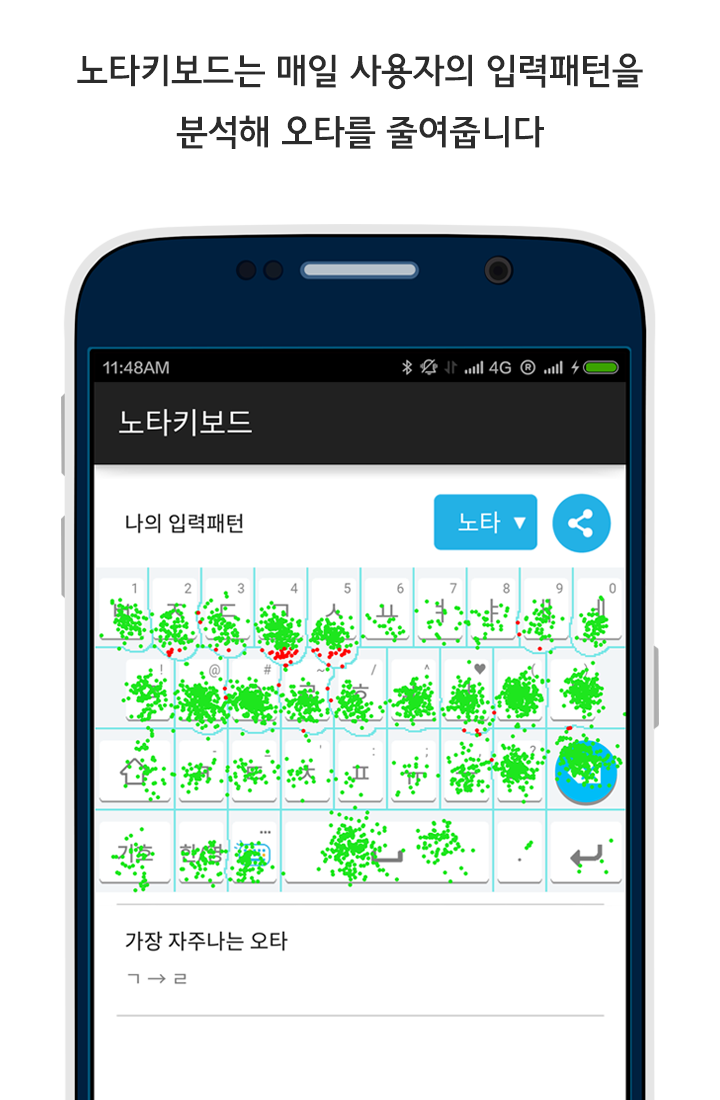 노타키보드는 매일 사용자의 입력패턴을
분석해 오타를 줄여줍니다
11:48AM 4G R
노타키보드
나의 입력패턴 노타 ▼
1 2 3 4 5 6 7 8 9 0
ㅂ ㅈ ㄷ ㄱ ㅅ ㅛ ㅕ ㅑ ㅐ ㅔ
! @ # ~ / ^ ♥ ( )
ㄹ ㅎ
- ' : ; ?
ㅊ ㅍ ㅠ
기호 한/영 ... .
가장 자주나는 오타
ㄱ → ㄹ